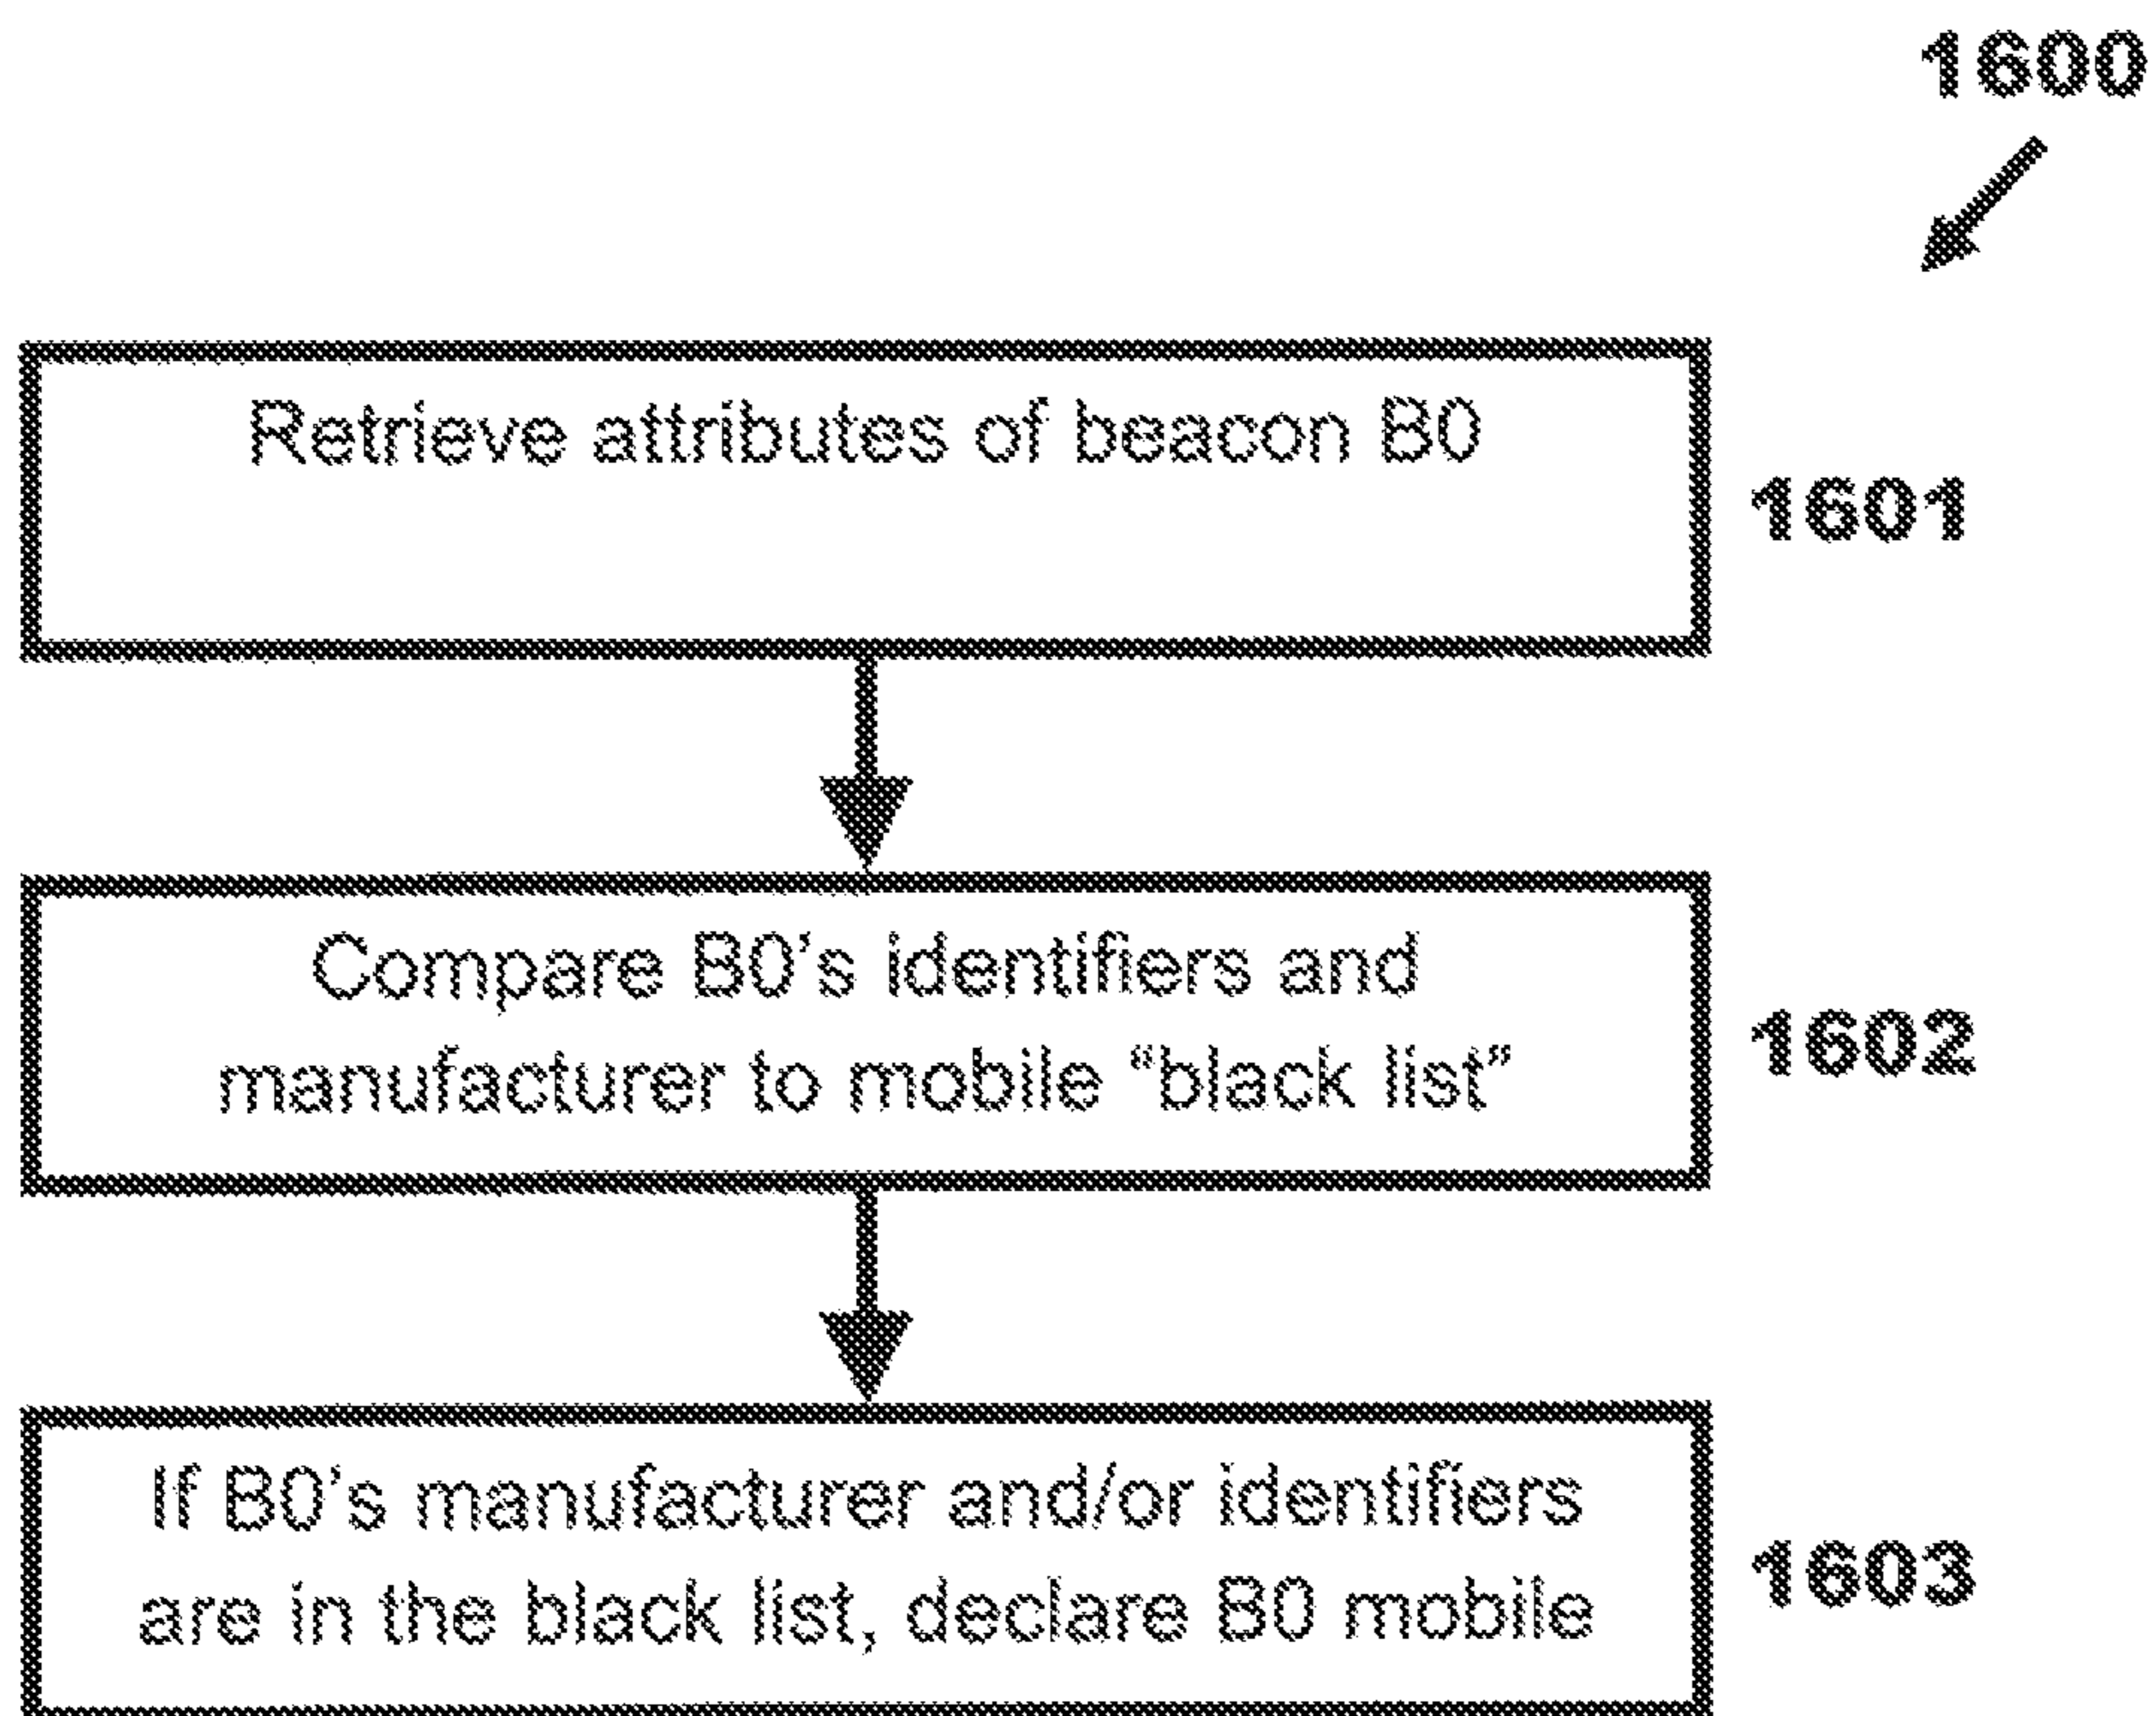 1600
Retrieve attributes of beacon B0
1601
Compare B0's identifiers and
manufacturer to mobile “black list”
1602
If B0's manufacturer and/or identifiers
are in the black list, declare B0 mobile
1603